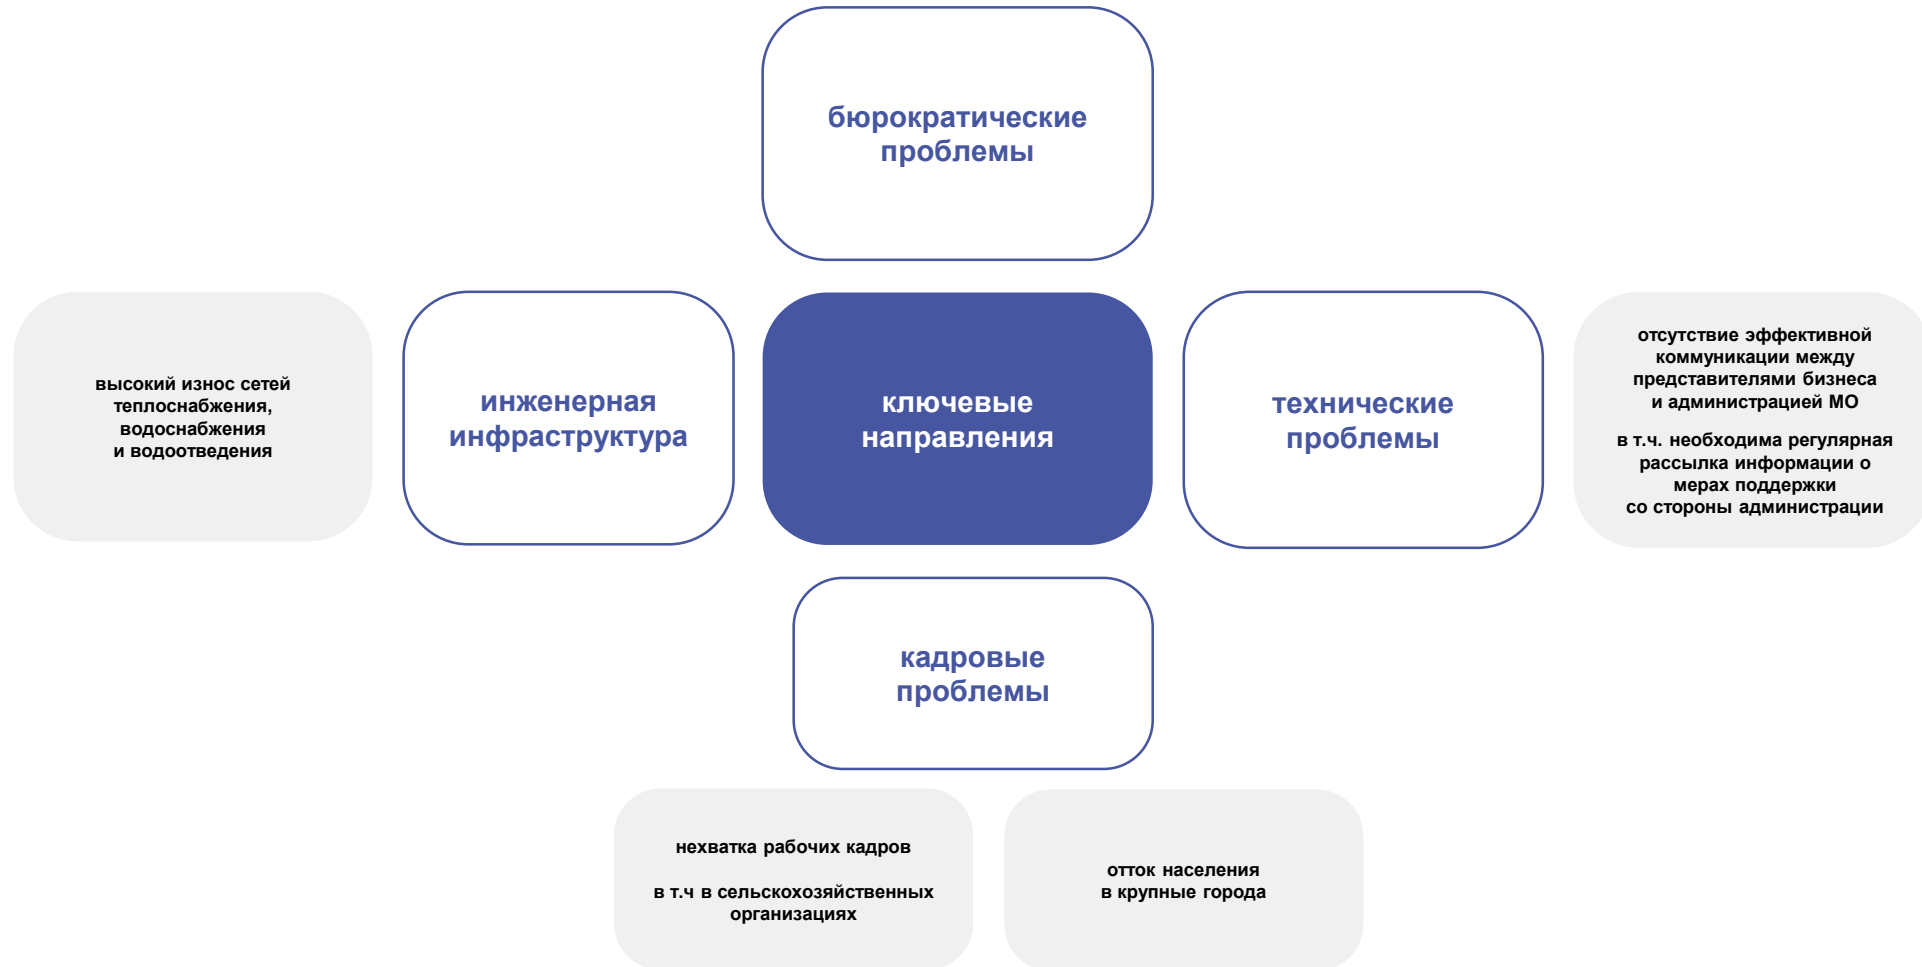 бюрократические
проблемы
высокий износ сетей
теплоснабжения,
водоснабжения
и водоотведения
инженерная
инфраструктура
ключевые
направления
технические
проблемы
отсутствие эффективной
коммуникации между
представителями бизнеса
и администрацией МО
в т.ч. необходима регулярная
рассылка информации о
мерах поддержки
со стороны администрации
кадровые
проблемы
нехватка рабочих кадров
в т.ч в сельскохозяйственных
организациях
отток населения
в крупные города